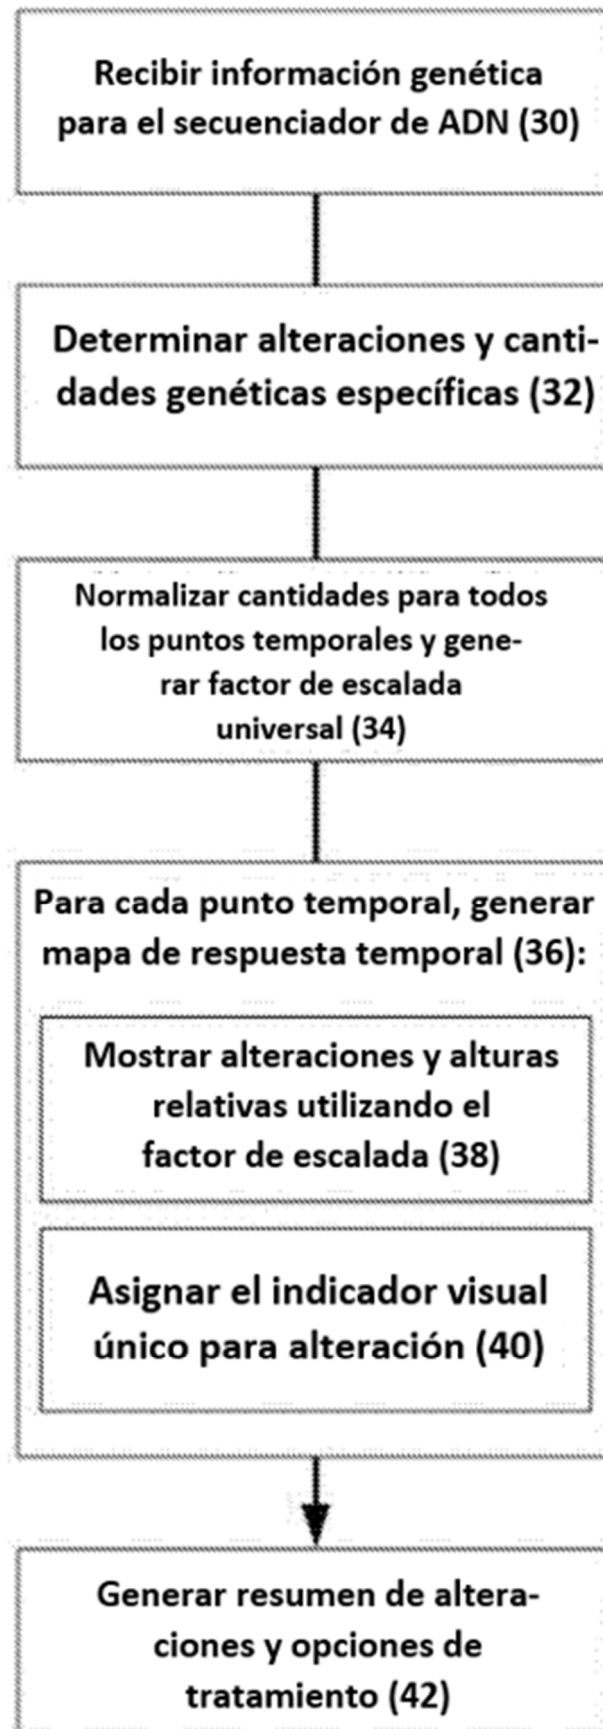 Recibir información genética
para el secuenciador de ADN (30)
Determinar alteraciones y canti-
dades genéticas específicas (32)
Normalizar cantidades para todos
los puntos temporales y gene-
rar factor de escalada
universal (34)
Para cada punto temporal, generar
mapa de respuesta temporal (36):
Mostrar alteraciones y alturas
relativas utilizando el
factor de escalada (38)
Asignar el indicador visual
único para alteración (40)
Generar resumen de altera-
ciones y opciones de
tratamiento (42)